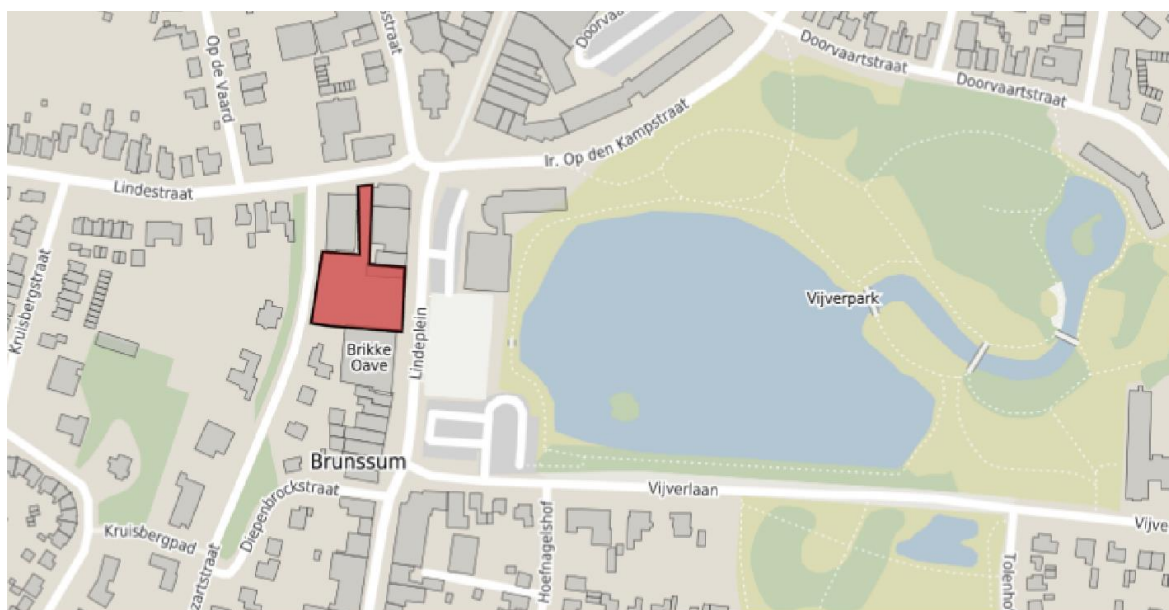 Doorvaartstraat
Doorvaartstraat
Op de Vaard
Ir. Op den Kampstraat
Lindestraat
Kruisbergstraat
Vijverpark
Lindeplein
Brikke
Oave
Brunssum
Vijverlaan
Diepenbrockstraat
Kruisbergpad
Hoefnagelshof